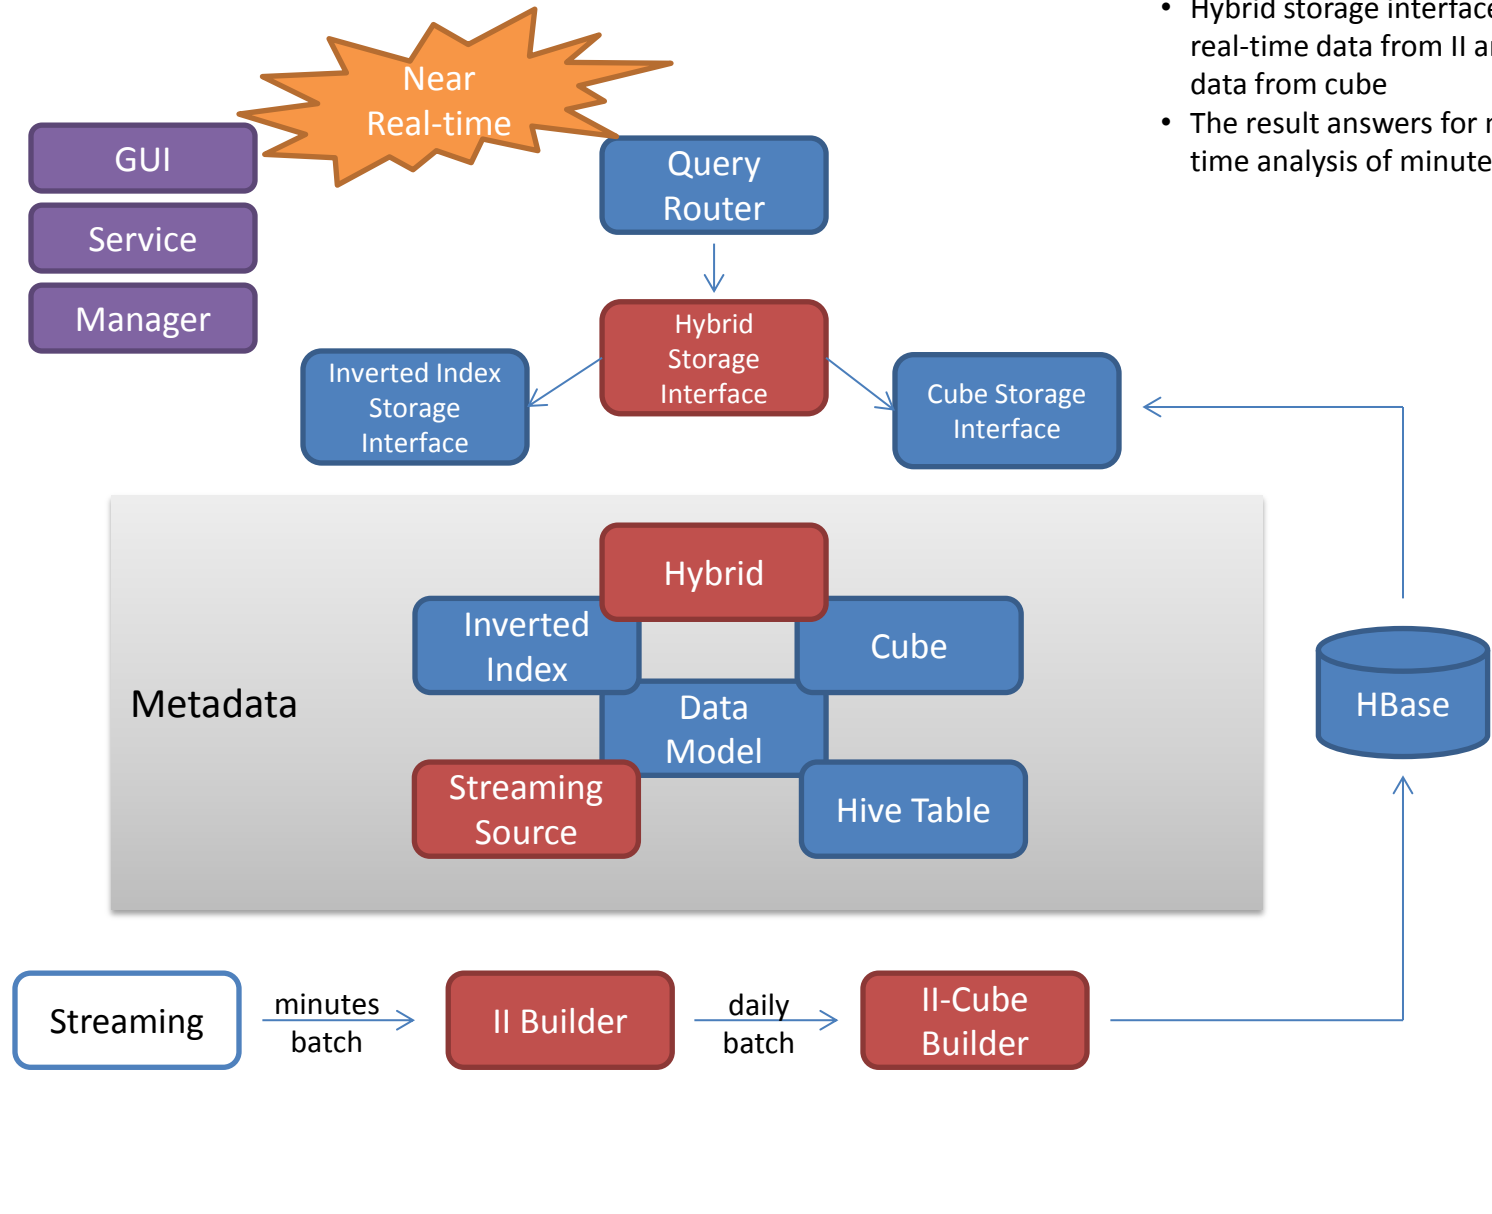 Near
Real-time
• Hybrid storage interface
real-time data from II
data from cube
• The result answers for
time analysis of minute
GUI
Service
Manager
Query
Router
Hybrid
Storage
Interface
Inverted Index
Storage
Interface
Cube Storage
Interface
Metadata
Hybrid
Inverted
Index
Cube
Data
Model
Streaming
Source
Hive Table
HBase
Streaming
minutes
batch
II Builder
daily
batch
II-Cube
Builder